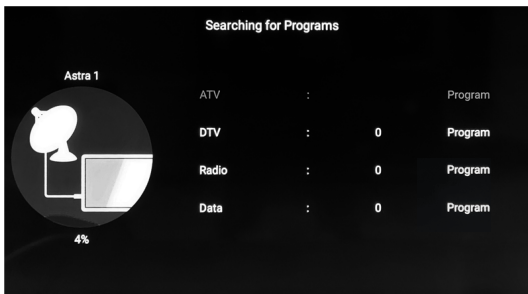 Searching for Programs
Astra 1
ATV : Program
DTV : 0 Program
Radio : 0 Program
Data : 0 Program
4%